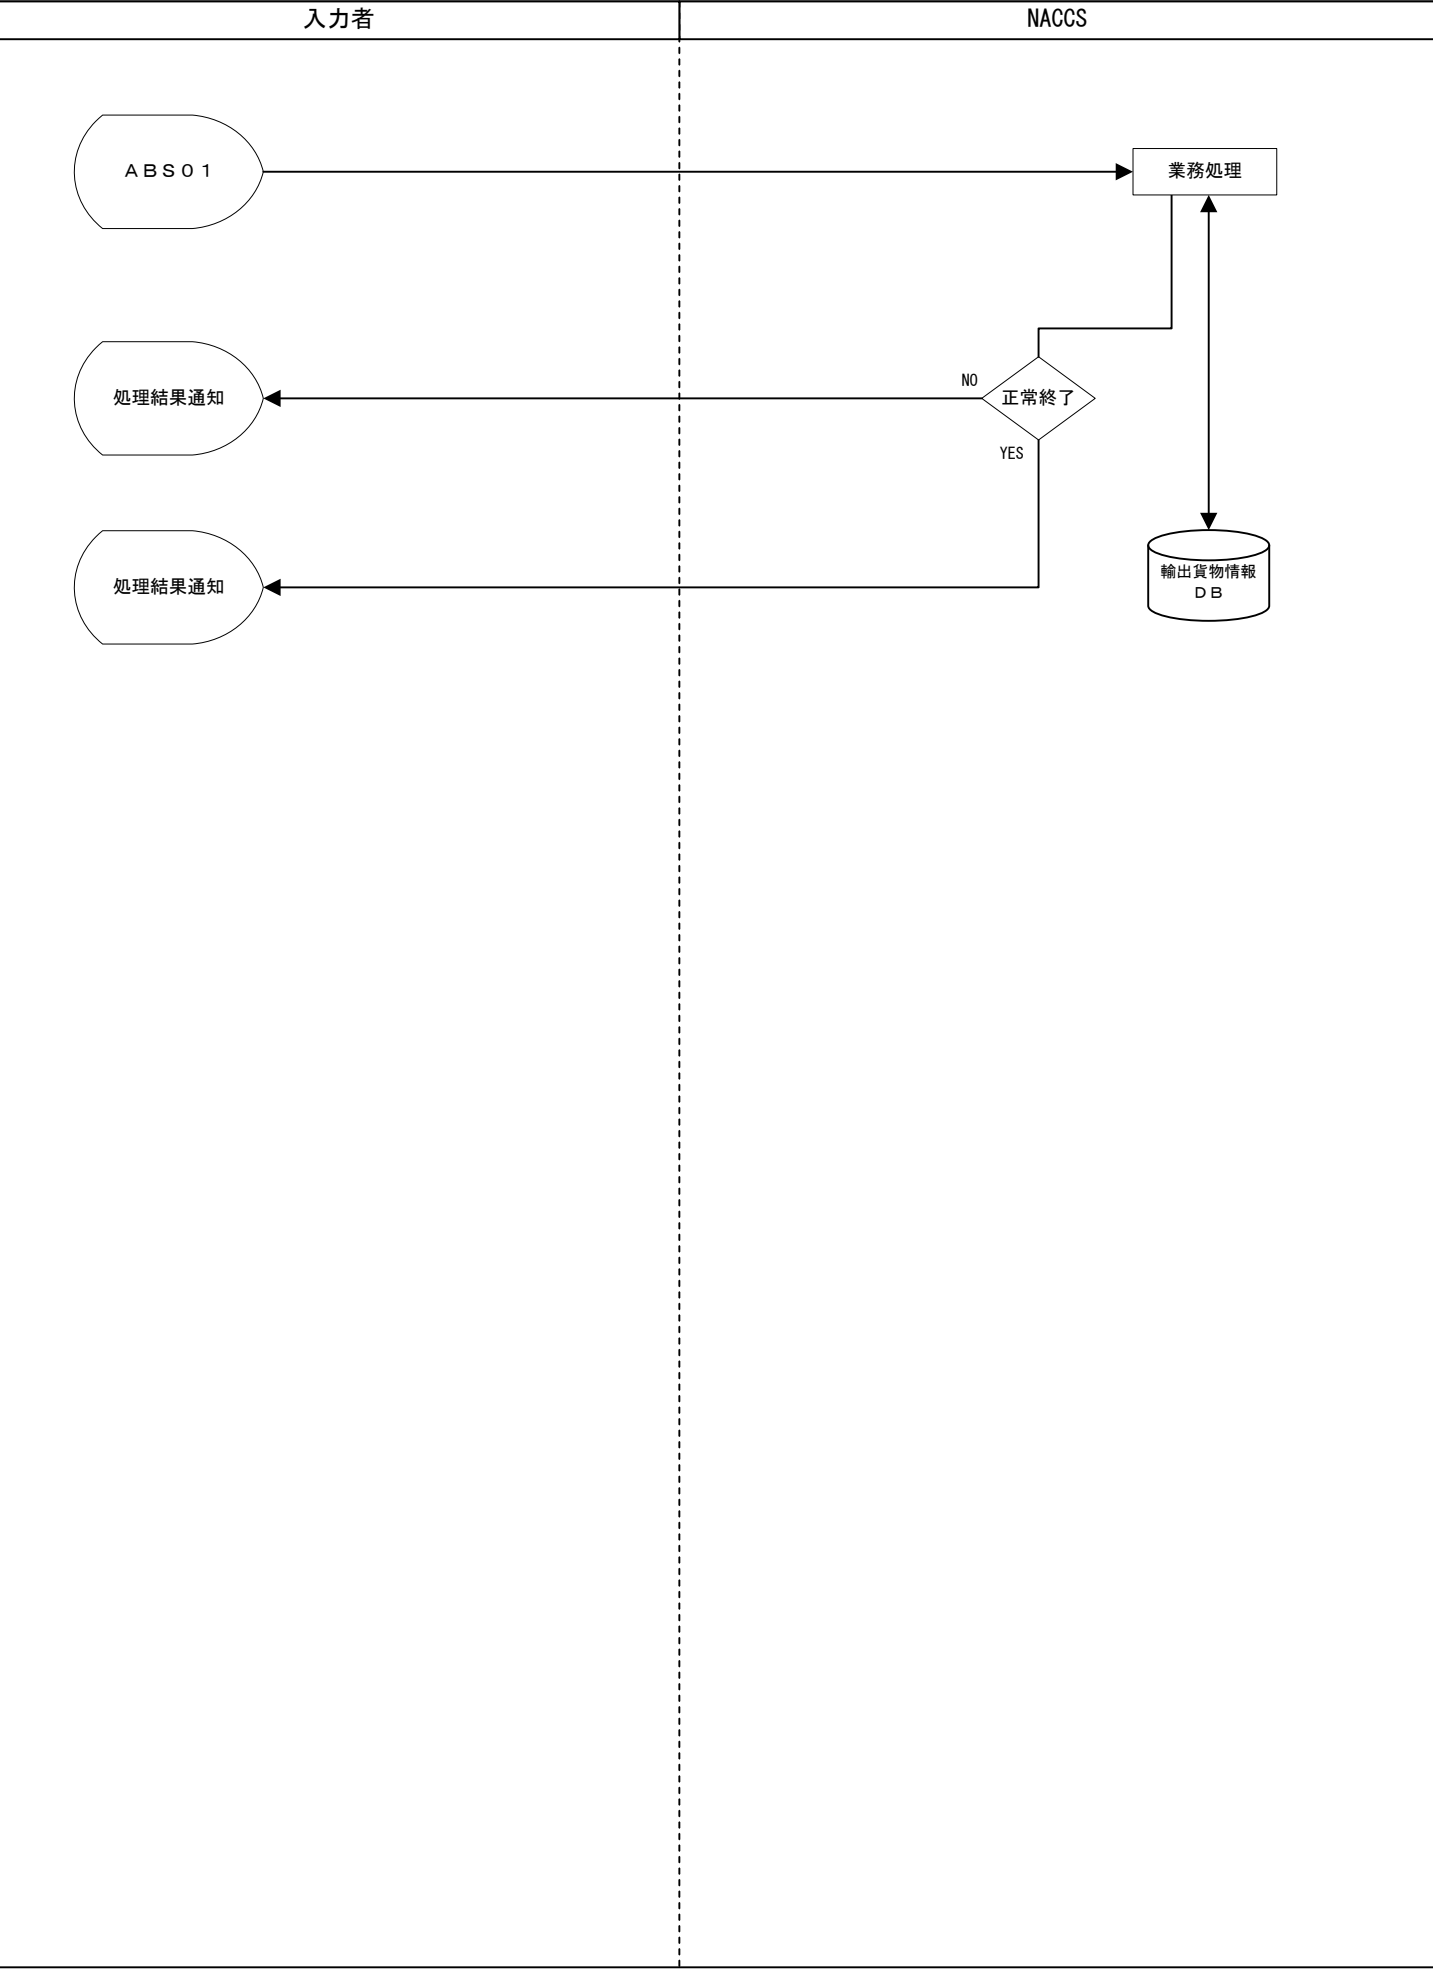 入力者
NACCS
ＡＢＳ０１
業務処理
NO
処理結果通知
正常終了
YES
処理結果通知
輸出貨物情報
ＤＢ